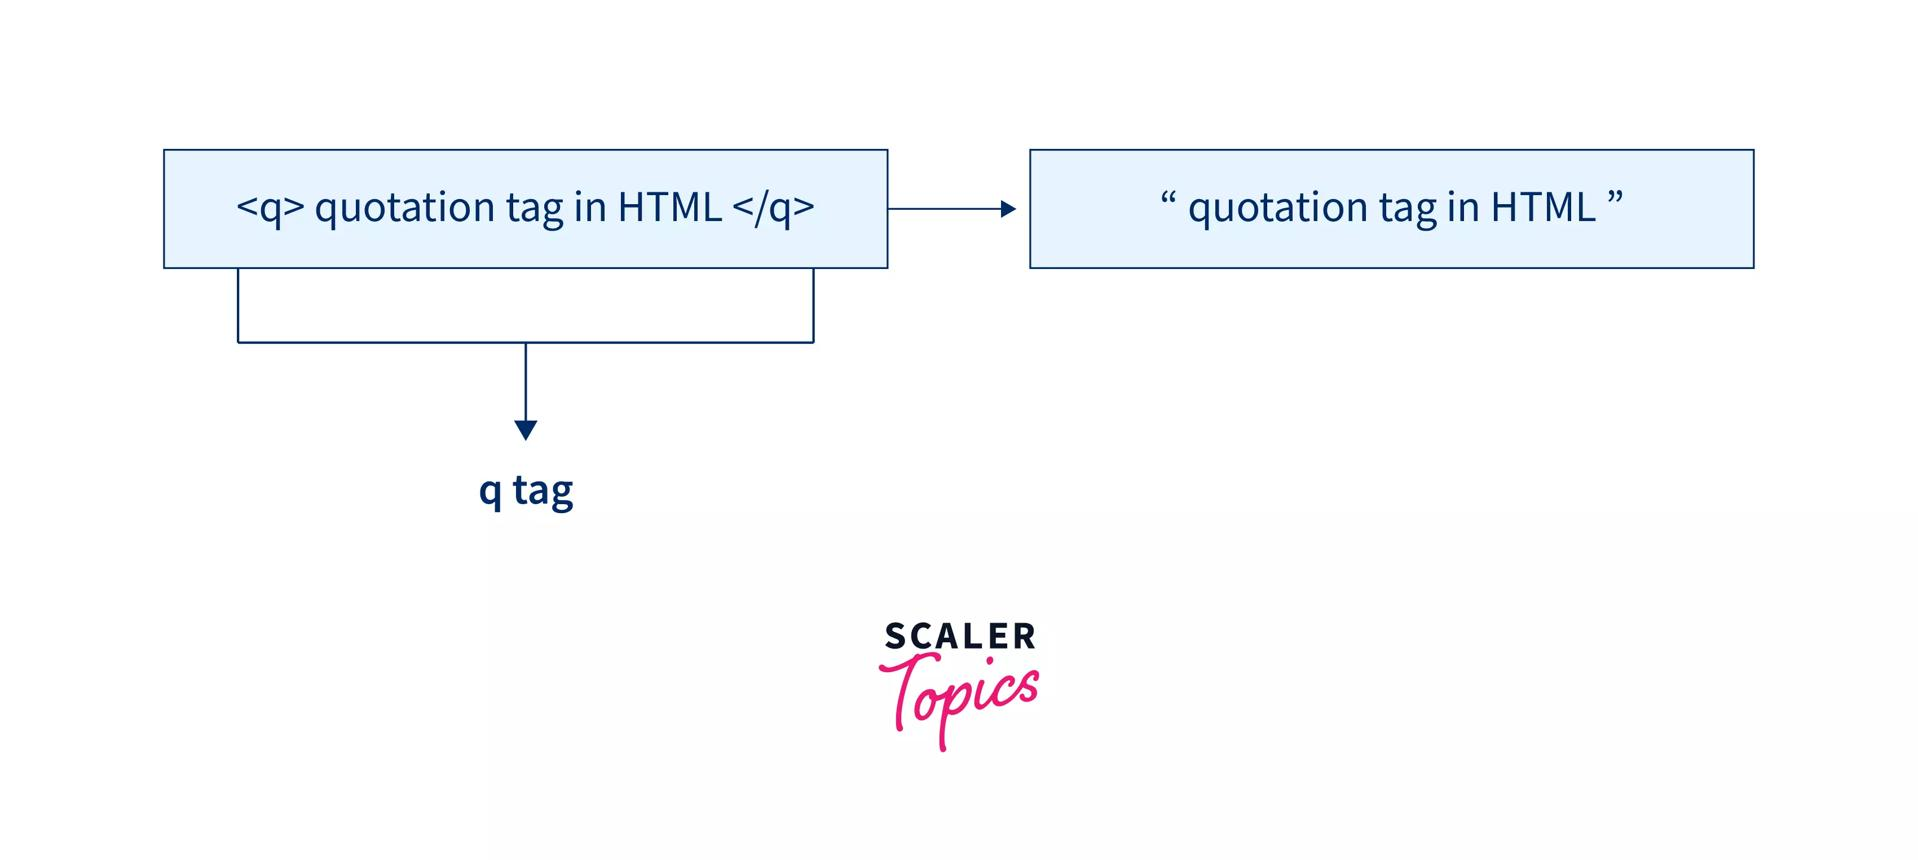 <q> quotation tag in HTML </q>
“ quotation tag in HTML ”
q tag
SCALER
Topics